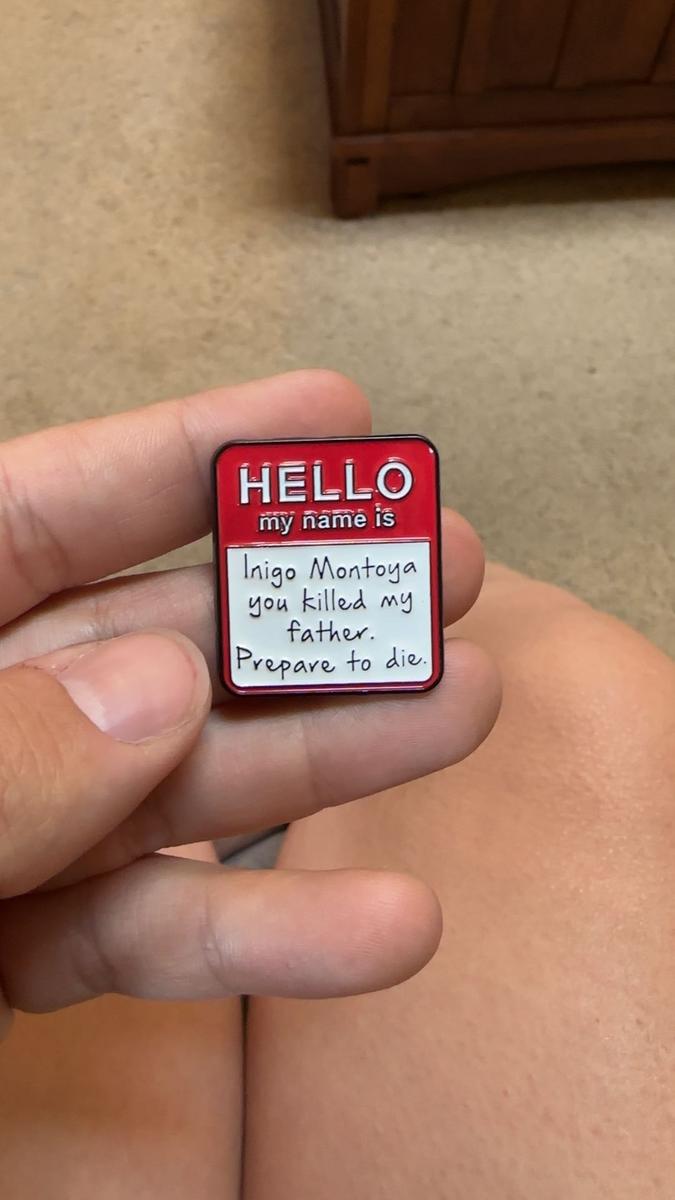 HELLO
my name is
Inigo Montoya
you killed my
father.
Prepare to die.